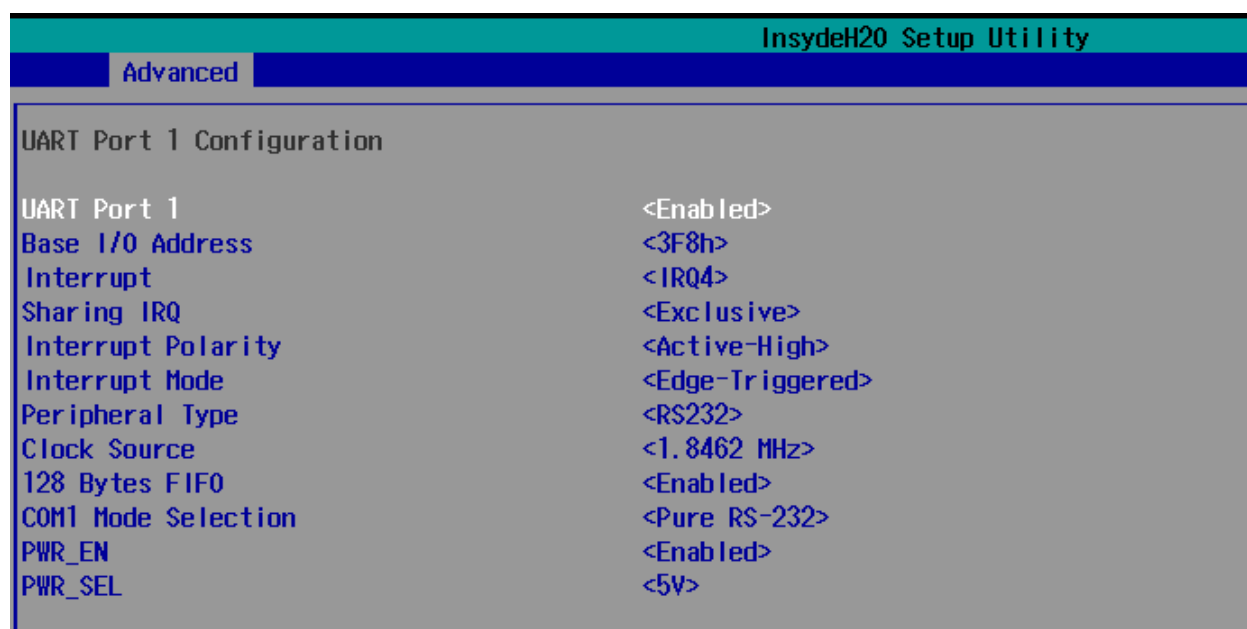 InsydeH20 Setup Utility
Advanced
UART Port 1 Configuration
UART Port 1 <Enabled>
Base I/O Address <3F8h>
Interrupt <IRQ4>
Sharing IRQ <Exclusive>
Interrupt Polarity <Active-High>
Interrupt Mode <Edge-Triggered>
Peripheral Type <RS232>
Clock Source <1.8462 MHz>
128 Bytes FIFO <Enabled>
COM1 Mode Selection <Pure RS-232>
PWR_EN <Enabled>
PWR_SEL <5V>